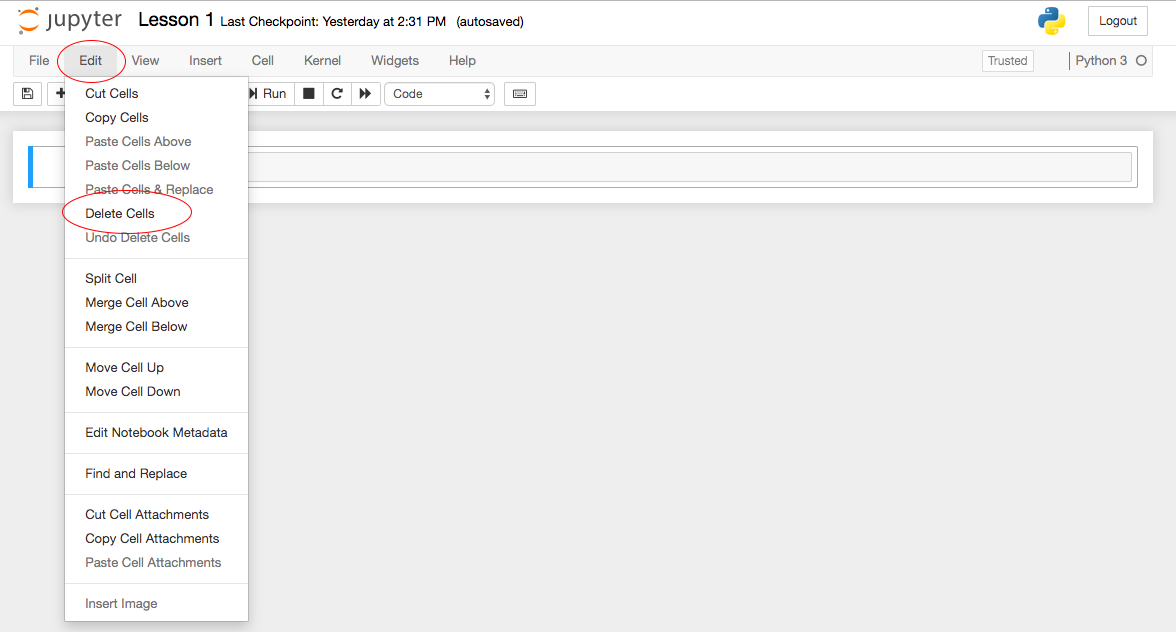 jupyter Lesson 1 Last Checkpoint: Yesterday at 2:31 PM (autosaved) Logout
File Edit View Insert Cell Kernel Widgets Help Trusted Python 3
Run Code
Cut Cells
Copy Cells
Paste Cells Above
Paste Cells Below
Paste Cells & Replace
Delete Cells
Undo Delete Cells
Split Cell
Merge Cell Above
Merge Cell Below
Move Cell Up
Move Cell Down
Edit Notebook Metadata
Find and Replace
Cut Cell Attachments
Copy Cell Attachments
Paste Cell Attachments
Insert Image